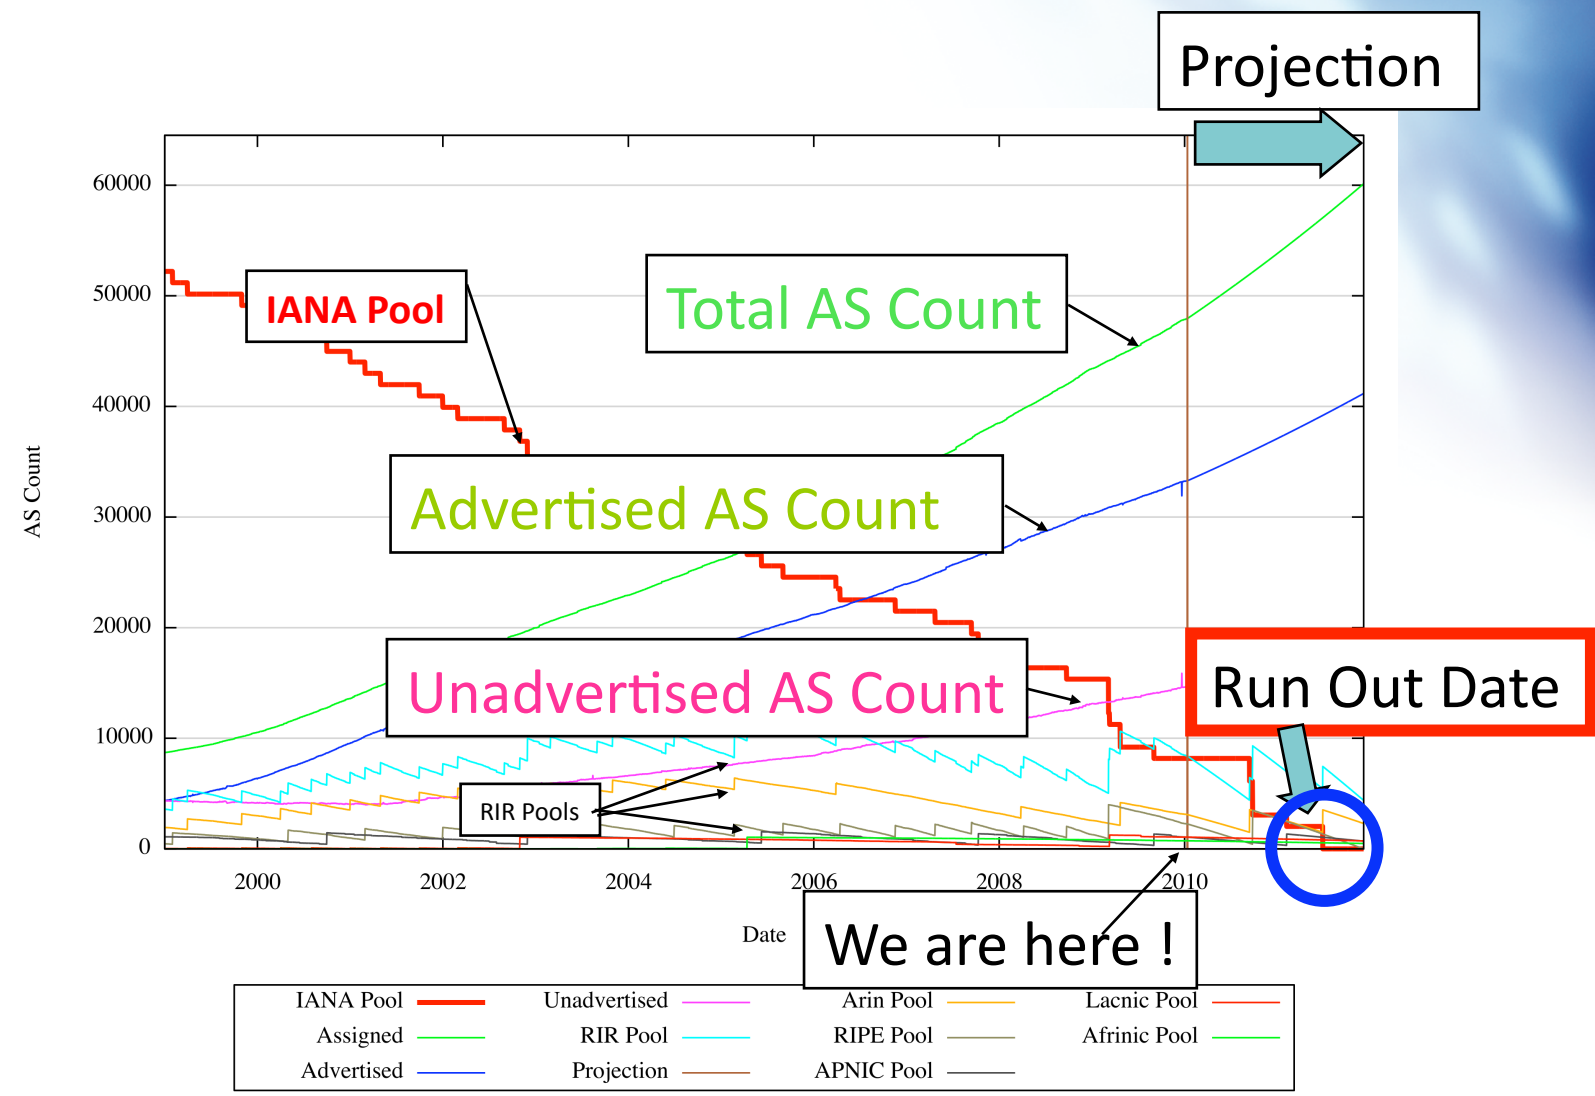 Projection
60000
50000
40000
30000
20000
10000
0
AS Count
IANA Pool
Total AS Count
Advertised AS Count
Unadvertised AS Count
Run Out Date
RIR Pools
2000 2002 2004 2006 2008 2010
Date
We are here !
IANA Pool Unadvertised Arin Pool Lacnic Pool
Assigned RIR Pool RIPE Pool Afrinic Pool
Advertised Projection APNIC Pool